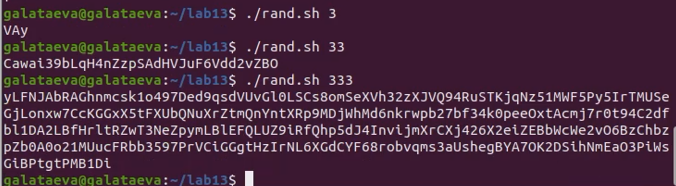 galataeva@galataeva:~/lab13$ ./rand.sh 3
VAy
galataeva@galataeva:~/lab13$ ./rand.sh 33
Cawai39bLqH4nZzpSAdHVJuF6Vdd2vZBO
galataeva@galataeva:~/lab13$ ./rand.sh 333
yLFNJAbRAGhnmcsk1o497Ded9qsdVUvGl0LSCs8omSeXVh32zXJVQ94RuSTKjqNz51MWF5Py5IrTMUSe
GjLonxw7CcKGGxX5tFXUbQNuXrZtmQnYntXRp9MDjWhMd6nkrwpb27bf34k0peeOxtAcmj7r0t94C2df
bl1DA2LBfHrltRZwT3NeZpymLBlEFQLUZ9iRfQhp5dJ4InvijmXrCXj426X2eiZEBbWcWe2vO6BzChbz
pZb0A0o21MUucFRbb3597PrVCiGGgtHzIrNL6XGdCYF68robvqms3aUshegBYA7OK2DSihNmEaO3PiWs
GiBPtgtPMB1Di
galataeva@galataeva:~/lab13$